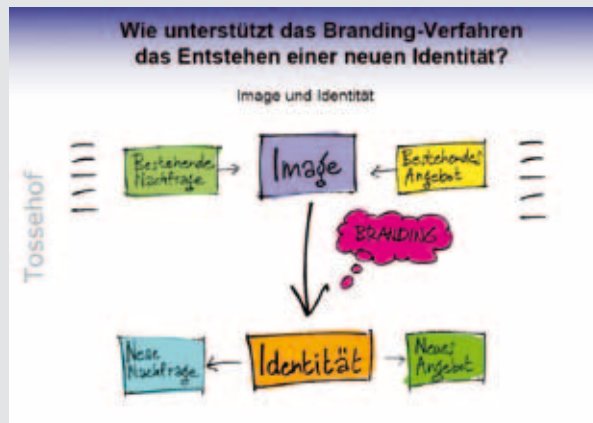 Wie unterstützt das Branding-Verfahren
das Entstehen einer neuen Identität?
Image und Identität
Tossehof
Bestehende
Nachfrage
Image
Bestehendes
Angebot
BRANDING
Neue
Nachfrage
Identität
Neues
Angebot